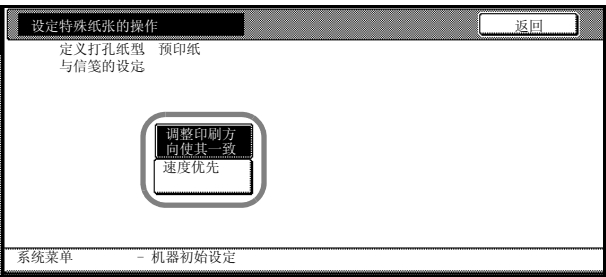 设定特殊纸张的操作
返回
定义打孔纸型 预印纸
与信笺的设定
调整印刷方
向使其一致
速度优先
系统菜单 - 机器初始设定